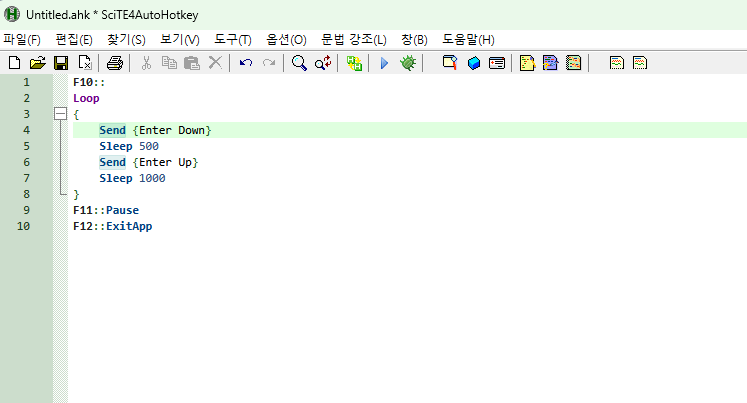 Untitled.ahk * SciTE4AutoHotkey
파일(F) 편집(E) 찾기(S) 보기(V) 도구(T) 옵션(O) 문법 강조(L) 창(B) 도움말(H)
1 F10::
2 Loop
3 {
4 Send {Enter Down}
5 Sleep 500
6 Send {Enter Up}
7 Sleep 1000
8 }
9 F11::Pause
10 F12::ExitApp